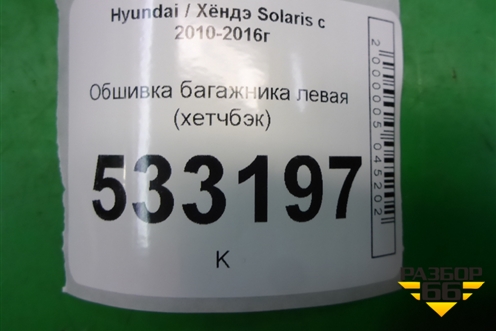 Hyundai / Хёндэ Solaris с
2010-2016г
Обшивка багажника левая
(хетчбэк)
533197
К
2000005045202
РАЗБОР
66